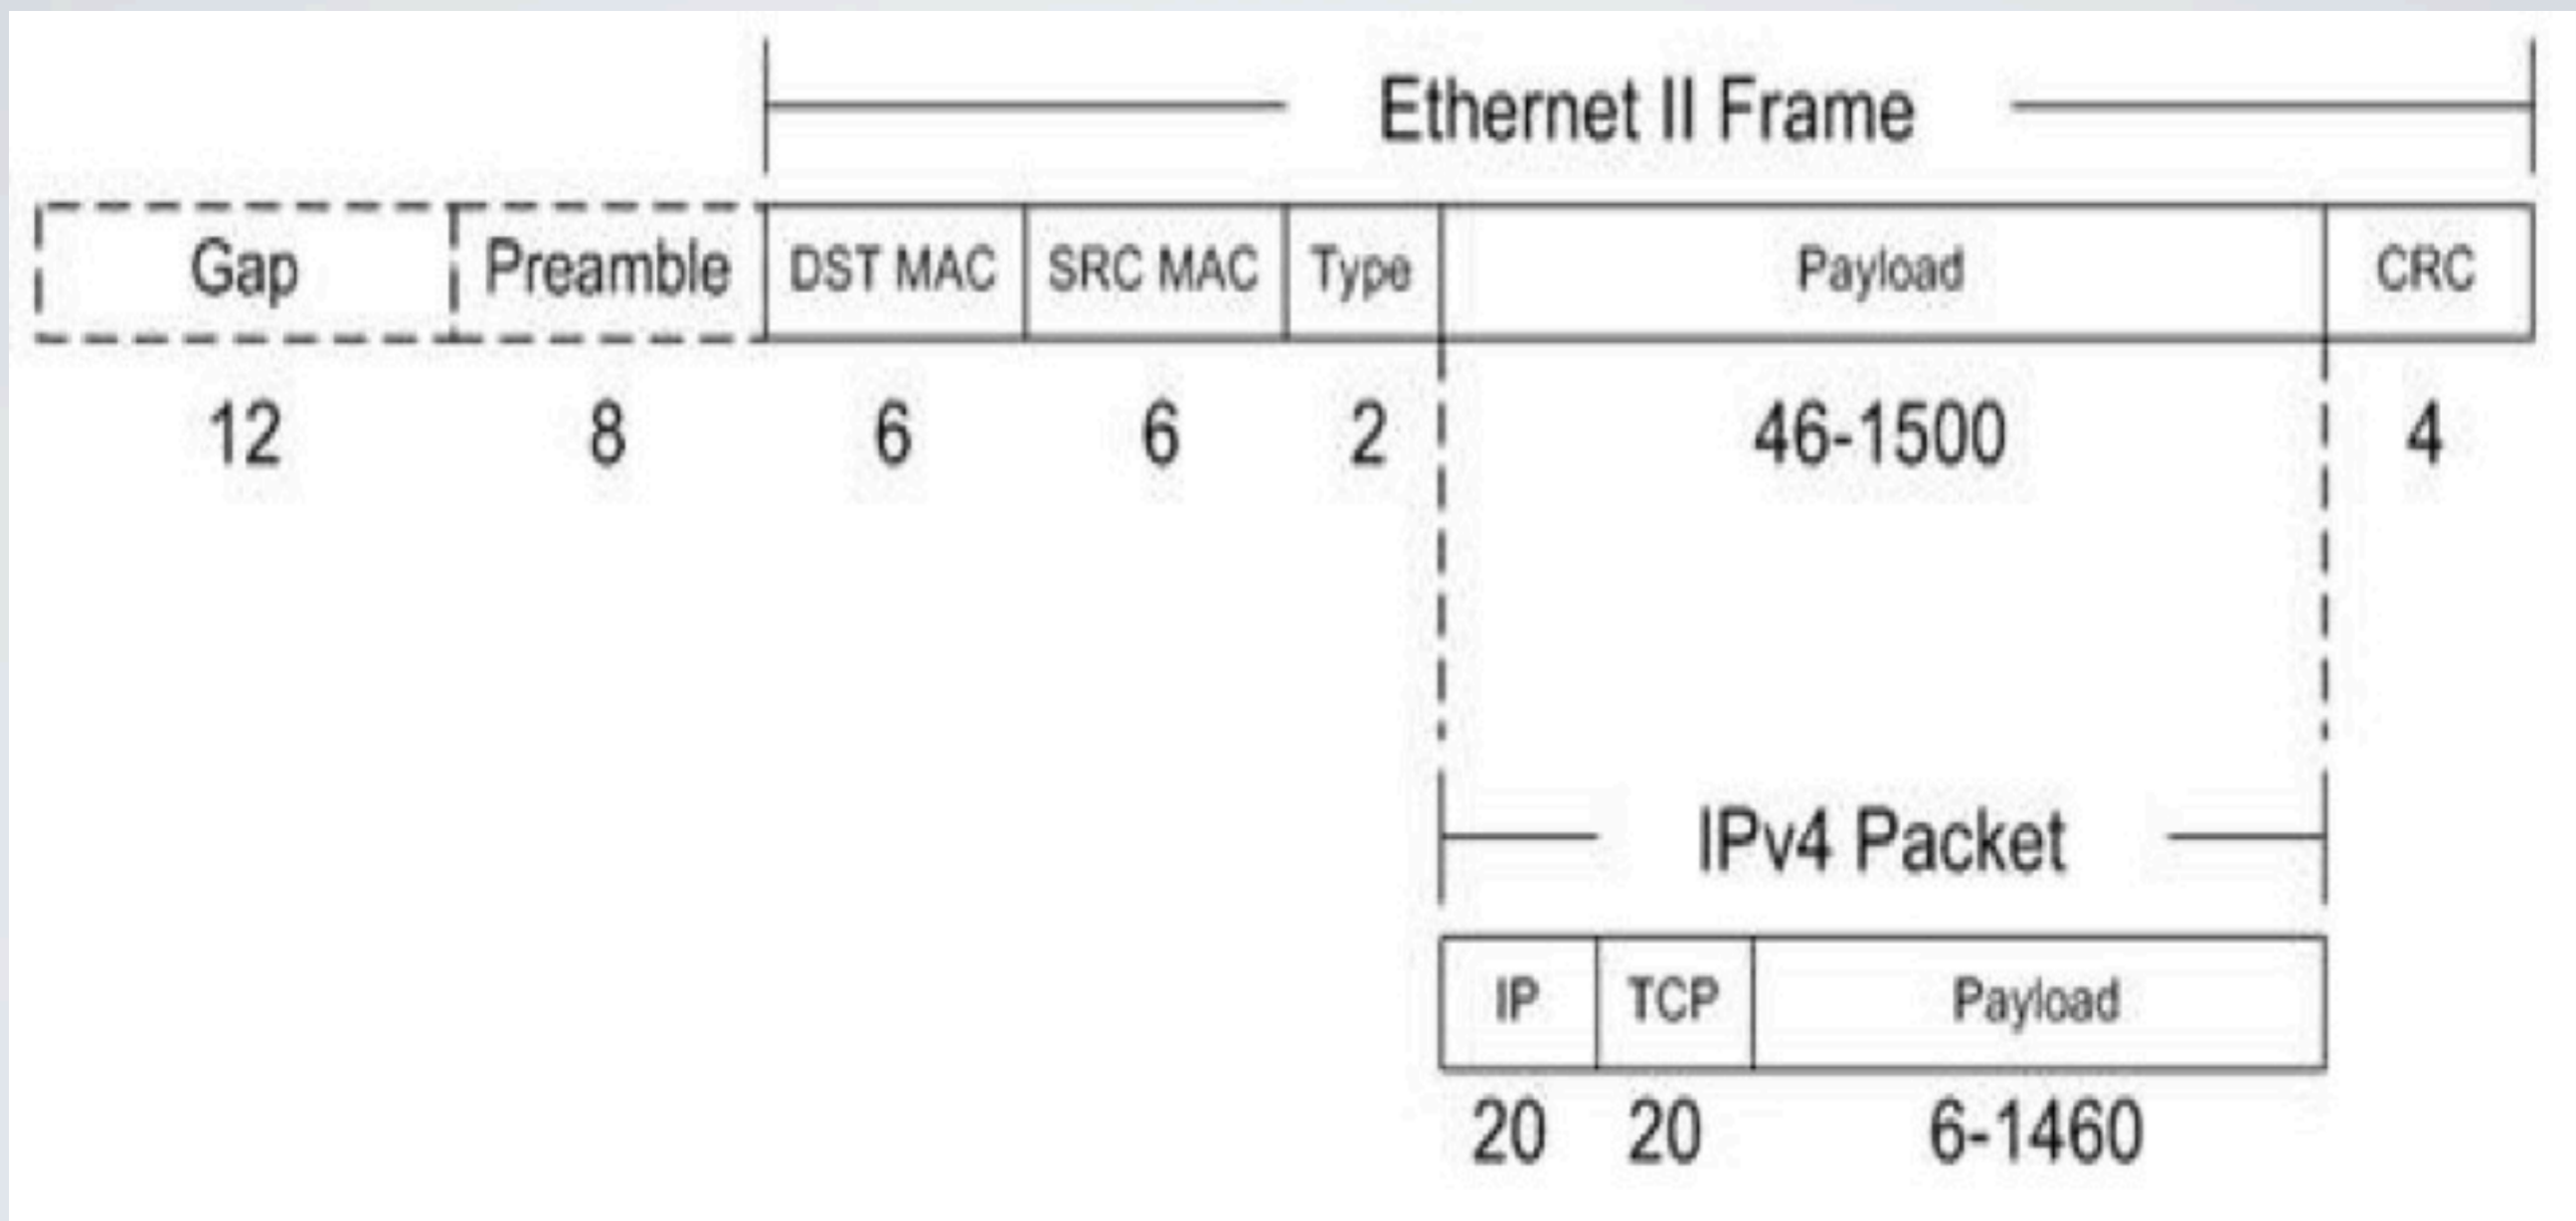 Ethernet II Frame
Gap Preamble DST MAC SRC MAC Type Payload CRC
12 8 6 6 2 46-1500 4
IPv4 Packet
IP TCP Payload
20 20 6-1460